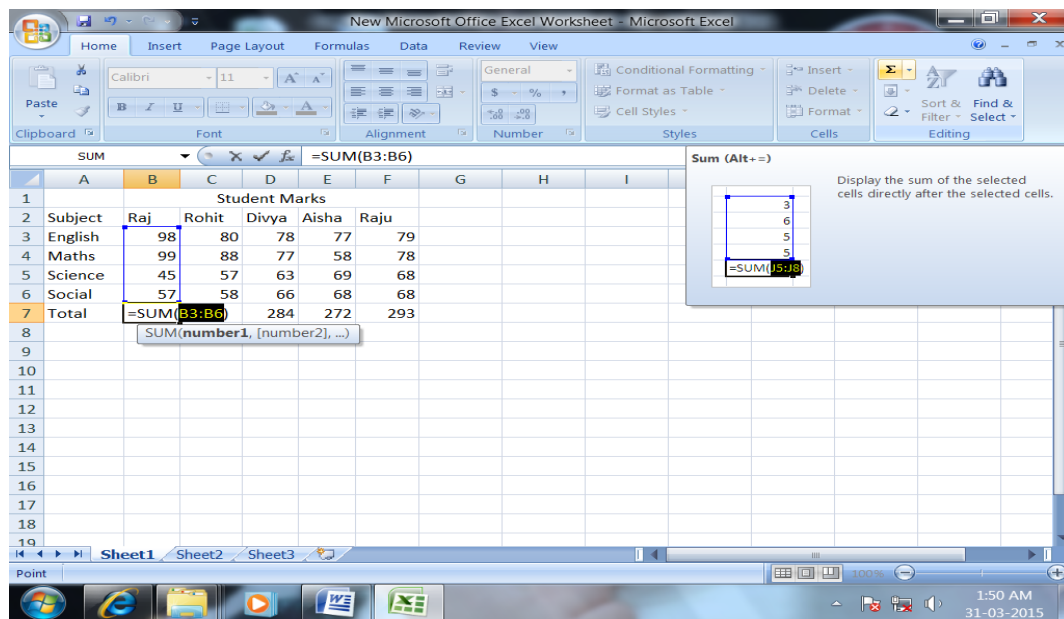 New Microsoft Office Excel Worksheet - Microsoft Excel
Home Insert Page Layout Formulas Data Review View
Paste
Clipboard
Calibri 11
B I U
Font
Alignment
General
$ % ,
Number
Conditional Formatting
Format as Table
Cell Styles
Styles
Insert
Delete
Format
Cells
Σ
Sort & Filter
Find & Select
Editing
SUM =SUM(B3:B6)
Sum (Alt+=)
Display the sum of the selected
cells directly after the selected cells.
3
6
5
5
=SUM(J5:J8)
A B C D E F G H I
1 Student Marks
2 Subject Raj Rohit Divya Aisha Raju
3 English 98 80 78 77 79
4 Maths 99 88 77 58 78
5 Science 45 57 63 69 68
6 Social 57 58 66 68 68
7 Total =SUM(B3:B6) 284 272 293
8 SUM(number1, [number2], ...)
9
10
11
12
13
14
15
16
17
18
19
Sheet1 Sheet2 Sheet3
Point 100%
1:50 AM
31-03-2015